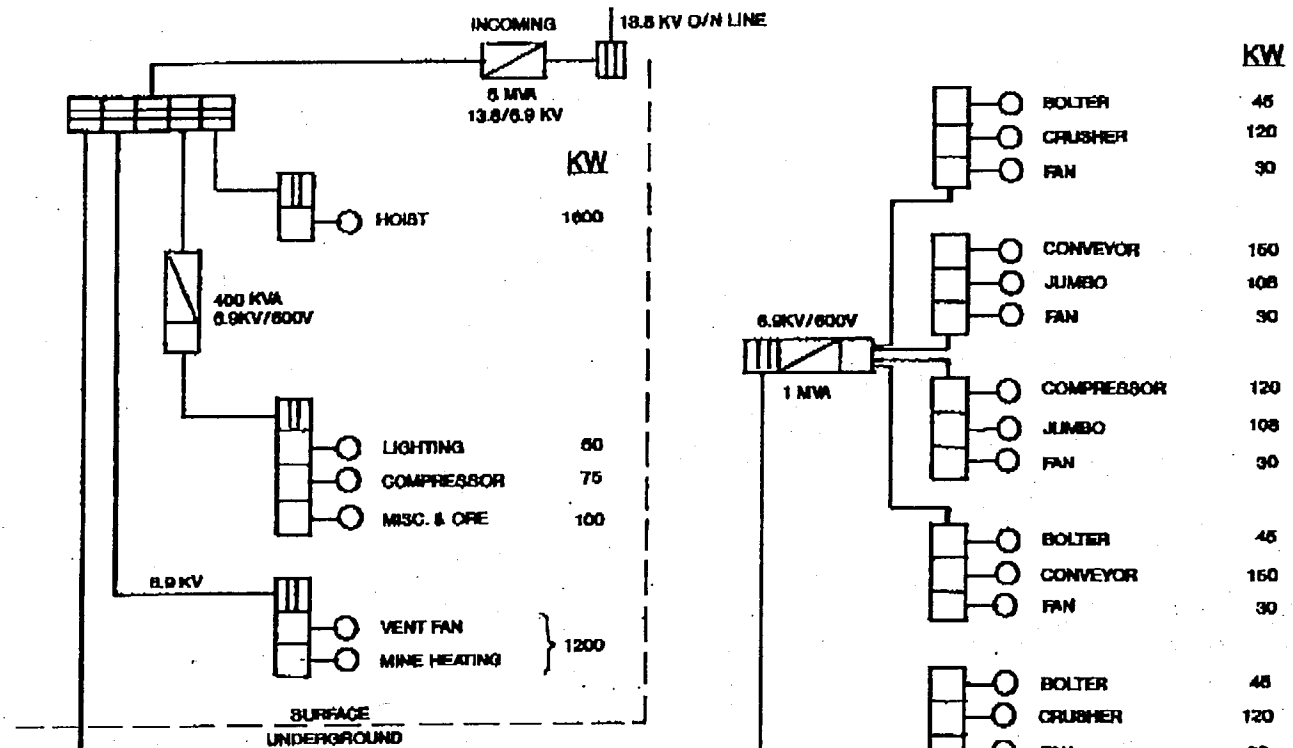 INCOMING
13.8 KV O/H LINE
5 MVA
13.8/6.9 KV
KW
HOIST 1600
400 KVA
6.9KV/600V
LIGHTING 60
COMPRESSOR 75
MISC. & ORE 100
6.9 KV
VENT FAN
MINE HEATING
1200
SURFACE
UNDERGROUND
KW
BOLTER 45
CRUSHER 120
FAN 30
CONVEYOR 150
JUMBO 108
FAN 30
6.9KV/600V
1 MVA
COMPRESSOR 120
JUMBO 108
FAN 30
BOLTER 45
CONVEYOR 150
FAN 30
BOLTER 45
CRUSHER 120